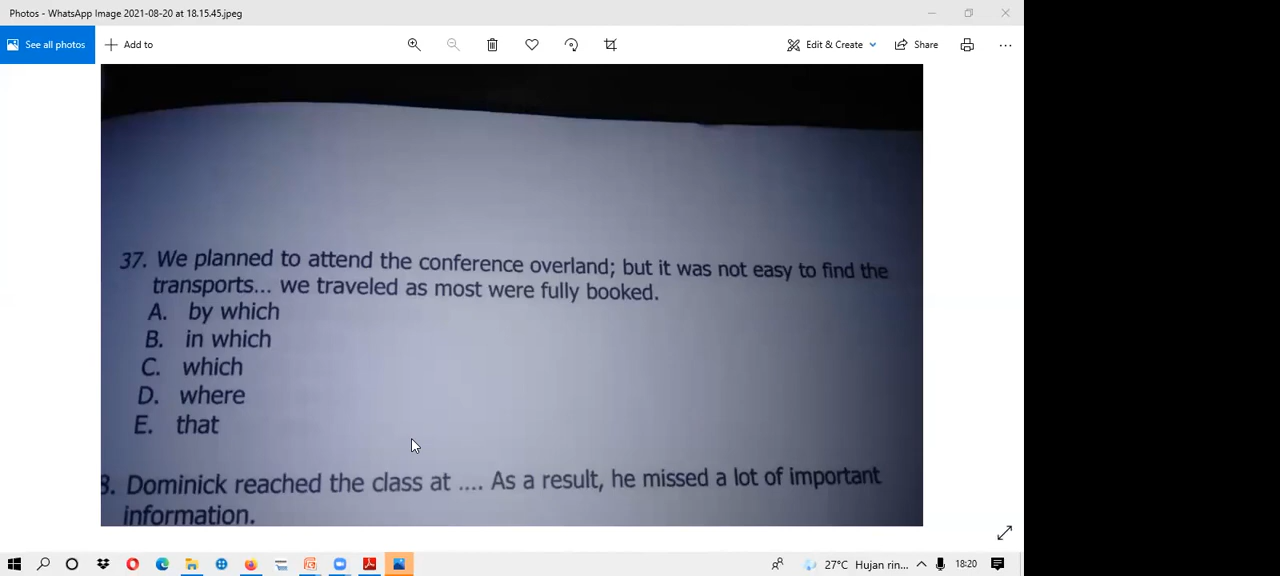 Photos - WhatsApp Image 2021-08-20 at 18.15.45.jpeg
See all photos
Add to
Edit & Create
Share
37. We planned to attend the conference overland; but it was not easy to find the
transports... we traveled as most were fully booked.
A. by which
B. in which
C. which
D. where
E. that
8. Dominick reached the class at .... As a result, he missed a lot of important
information.
27°C Hujan rin...
18:20